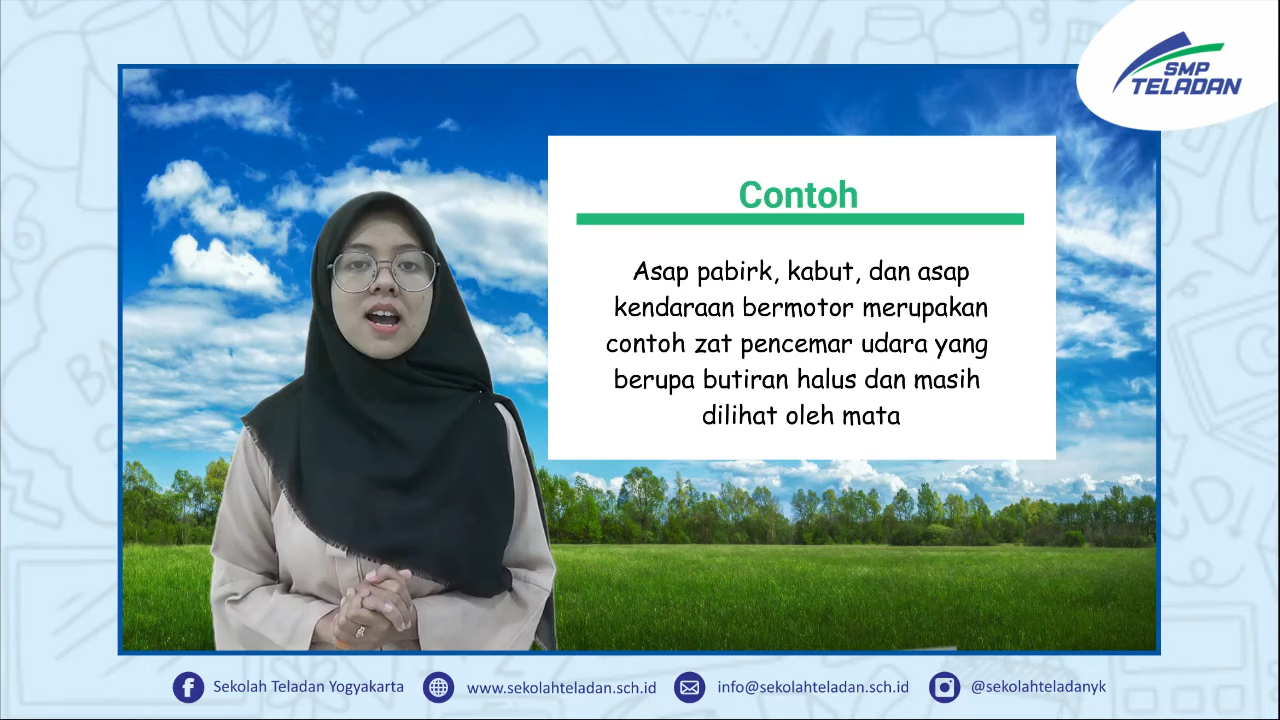 SMP
TELADAN
Contoh
Asap pabirk, kabut, dan asap
kendaraan bermotor merupakan
contoh zat pencemar udara yang
berupa butiran halus dan masih
dilihat oleh mata
Sekolah Teladan Yogyakarta
www.sekolahteladan.sch.id
info@sekolahteladan.sch.id
@sekolahteladanyk